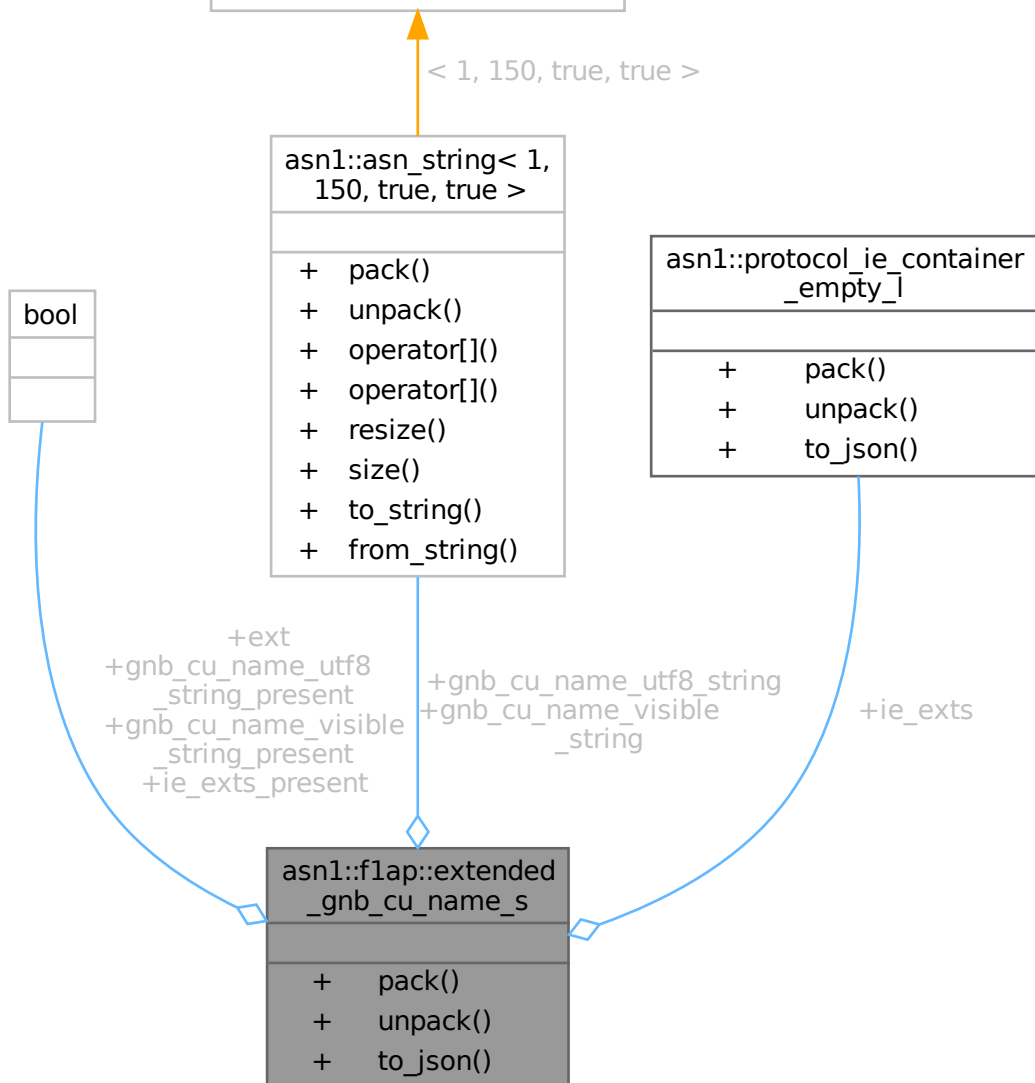 < 1, 150, true, true >
asn1::asn_string< 1,
150, true, true >
+ pack()
+ unpack()
+ operator[]()
+ operator[]()
+ resize()
+ size()
+ to_string()
+ from_string()
asn1::protocol_ie_container
_empty_l
+ pack()
+ unpack()
+ to_json()
bool
+ext
+gnb_cu_name_utf8
_string_present
+gnb_cu_name_visible
_string_present
+ie_exts_present
+gnb_cu_name_utf8_string
+gnb_cu_name_visible
_string
+ie_exts
asn1::f1ap::extended
_gnb_cu_name_s
+ pack()
+ unpack()
+ to_json()